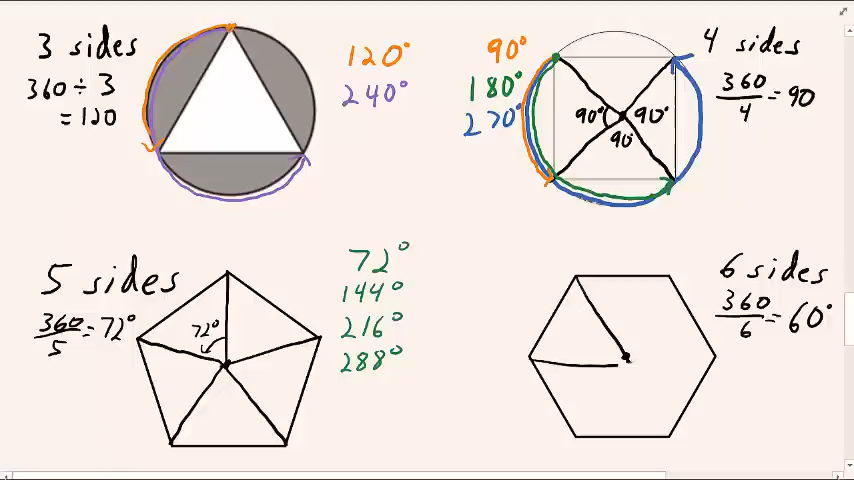 3 sides
360 ÷ 3
= 120
120°
240°
90°
180°
270°
90°
90°
90°
4 sides
360/4 = 90
5 sides
360/5 = 72°
72°
72°
144°
216°
288°
6 sides
360/6 = 60°